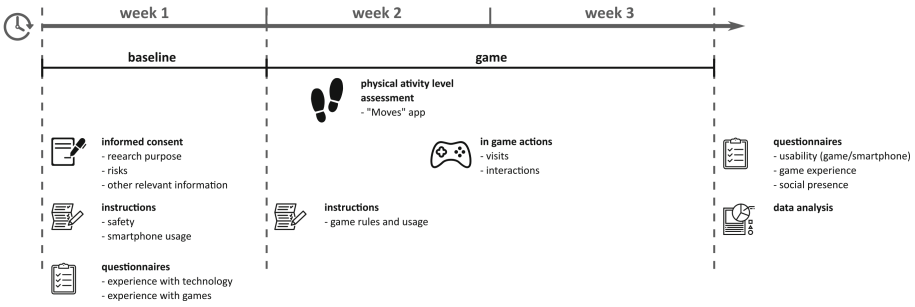 week 1
week 2
week 3
baseline
game
physical ativity level
assessment
- "Moves" app
informed consent
- reearch purpose
- risks
- other relevant information
in game actions
- visits
- interactions
questionnaires
- usability (game/smartphone)
- game experience
- social presence
instructions
- safety
- smartphone usage
instructions
- game rules and usage
data analysis
questionnaires
- experience with technology
- experience with games